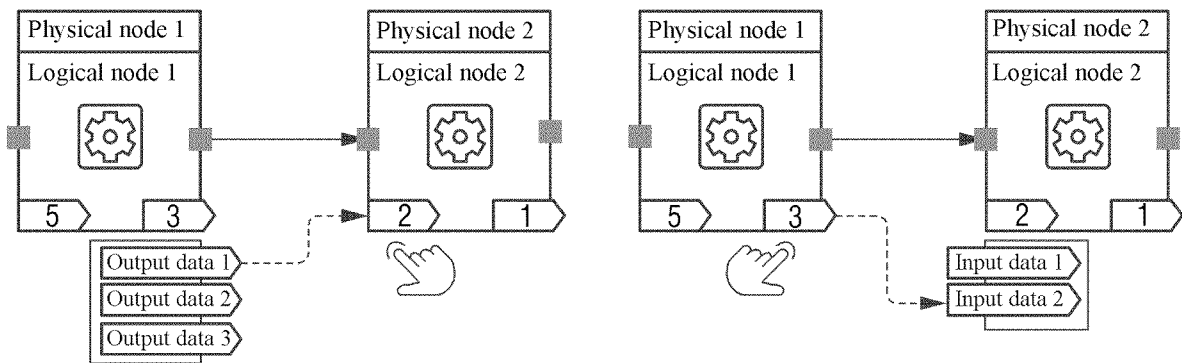 Physical node 1
Logical node 1
5
3
Output data 1
Output data 2
Output data 3
Physical node 2
Logical node 2
2
1
Physical node 1
Logical node 1
5
3
Physical node 2
Logical node 2
2
1
Input data 1
Input data 2